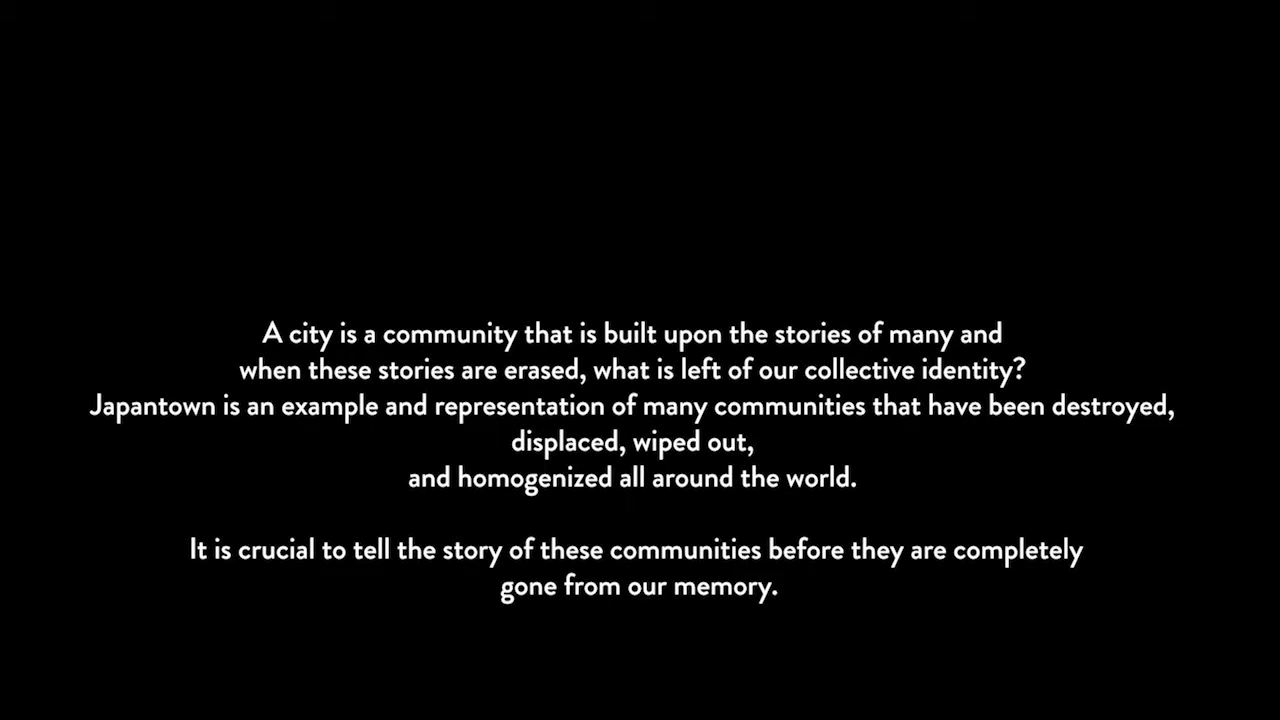 A city is a community that is built upon the stories of many and
when these stories are erased, what is left of our collective identity?
Japantown is an example and representation of many communities that have been destroyed,
displaced, wiped out,
and homogenized all around the world.
It is crucial to tell the story of these communities before they are completely
gone from our memory.